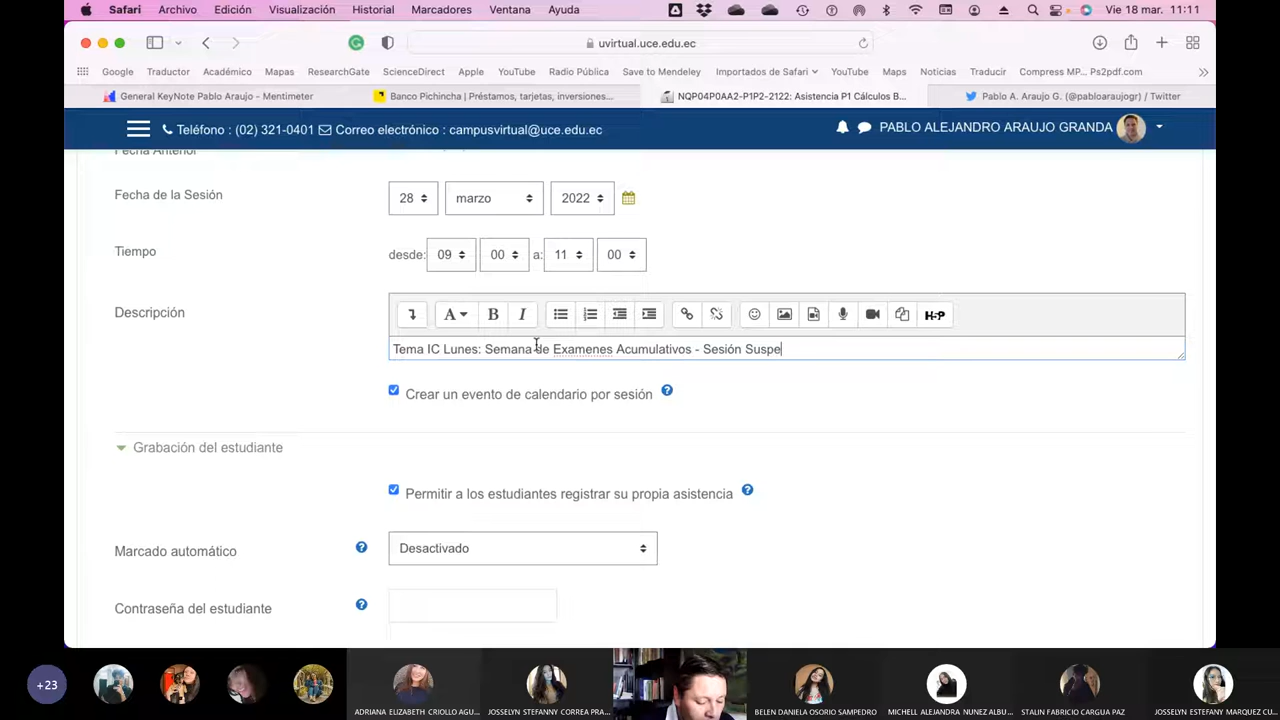 Safari Archivo Edición Visualización Historial Marcadores Ventana Ayuda Vie 18 mar. 11:11
uvirtual.uce.edu.ec
Google Traductor Académico Mapas ResearchGate ScienceDirect Apple YouTube Radio Pública Save to Mendeley Importados de Safari YouTube Maps Noticias Traducir Compress MP... Ps2pdf.com
General KeyNote Pablo Araujo - Mentimeter Banco Pichincha | Préstamos, tarjetas, inversiones... NQP04P0AA2-P1P2-2122: Asistencia P1 Cálculos B... Pablo A. Araujo G. (@pabloaraujogr) / Twitter
Teléfono : (02) 321-0401 Correo electrónico : campusvirtual@uce.edu.ec PABLO ALEJANDRO ARAUJO GRANDA
Fecha Anterior
Fecha de la Sesión 28 marzo 2022
Tiempo desde: 09 00 a: 11 00
Descripción A B I H-P
Tema IC Lunes: Semana de Examenes Acumulativos - Sesión Suspe
Crear un evento de calendario por sesión
Grabación del estudiante
Permitir a los estudiantes registrar su propia asistencia
Marcado automático Desactivado
Contraseña del estudiante
+23
ADRIANA ELIZABETH CRIOLLO AGU... JOSSELYN STEFANNY CORREA PRA... BELEN DANIELA OSORIO SAMPEDRO MICHELL ALEJANDRA NUNEZ ALBU... STALIN FABRICIO CARGUA PAZ JOSSELYN ESTEFANY MARQUEZ CU...